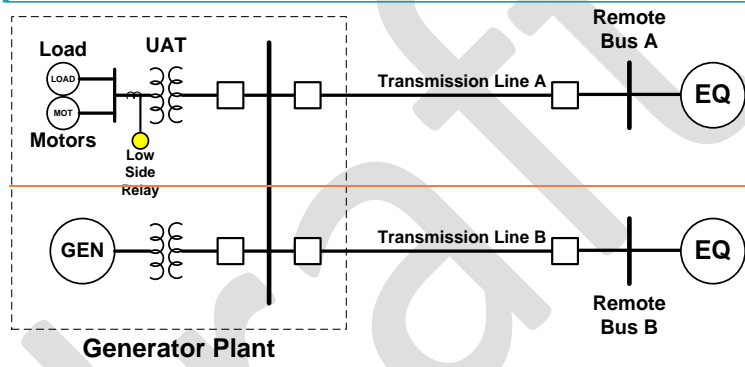 Load
UAT
LOAD
MOT
Motors
Low
Side
Relay
Transmission Line A
Remote
Bus A
EQ
GEN
Transmission Line B
EQ
Remote
Bus B
Generator Plant